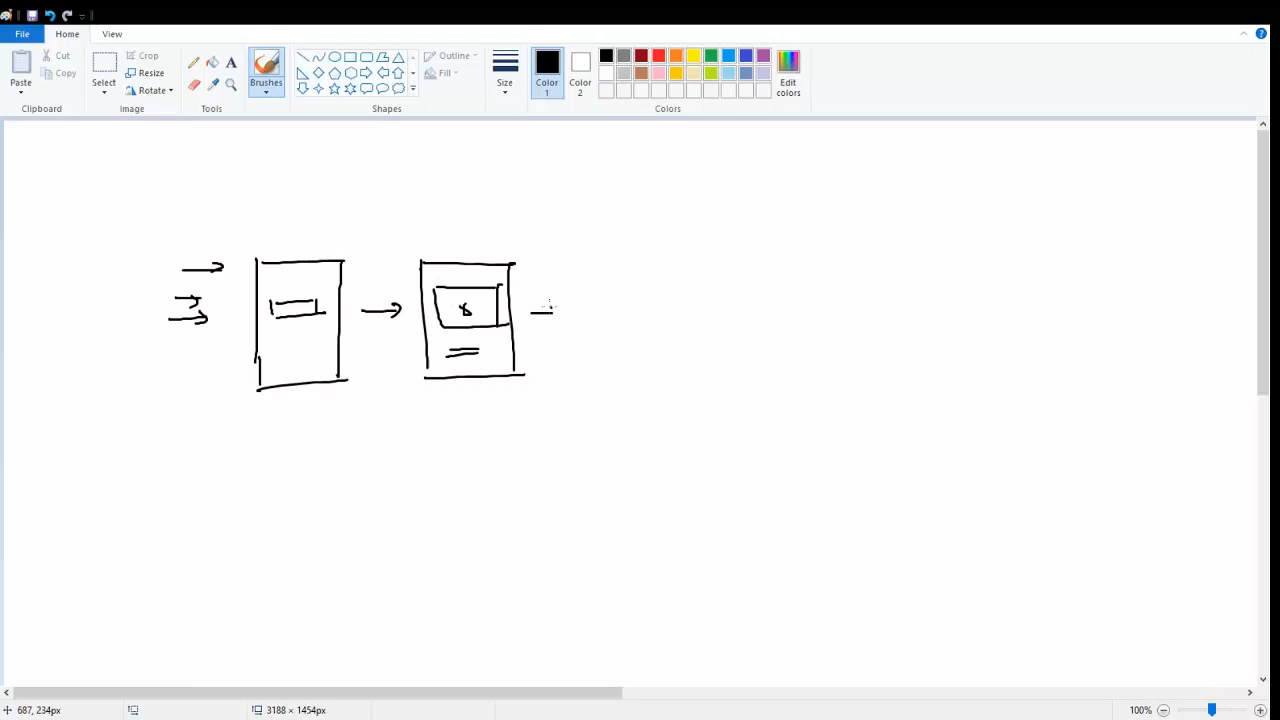 File Home View
Paste
Cut
Copy
Clipboard
Select
Crop
Resize
Rotate
Image
A
Tools
Brushes
Outline
Fill
Shapes
Size
Color
1
Color
2
Edit
colors
Colors
687, 234px
3188 × 1454px
100%